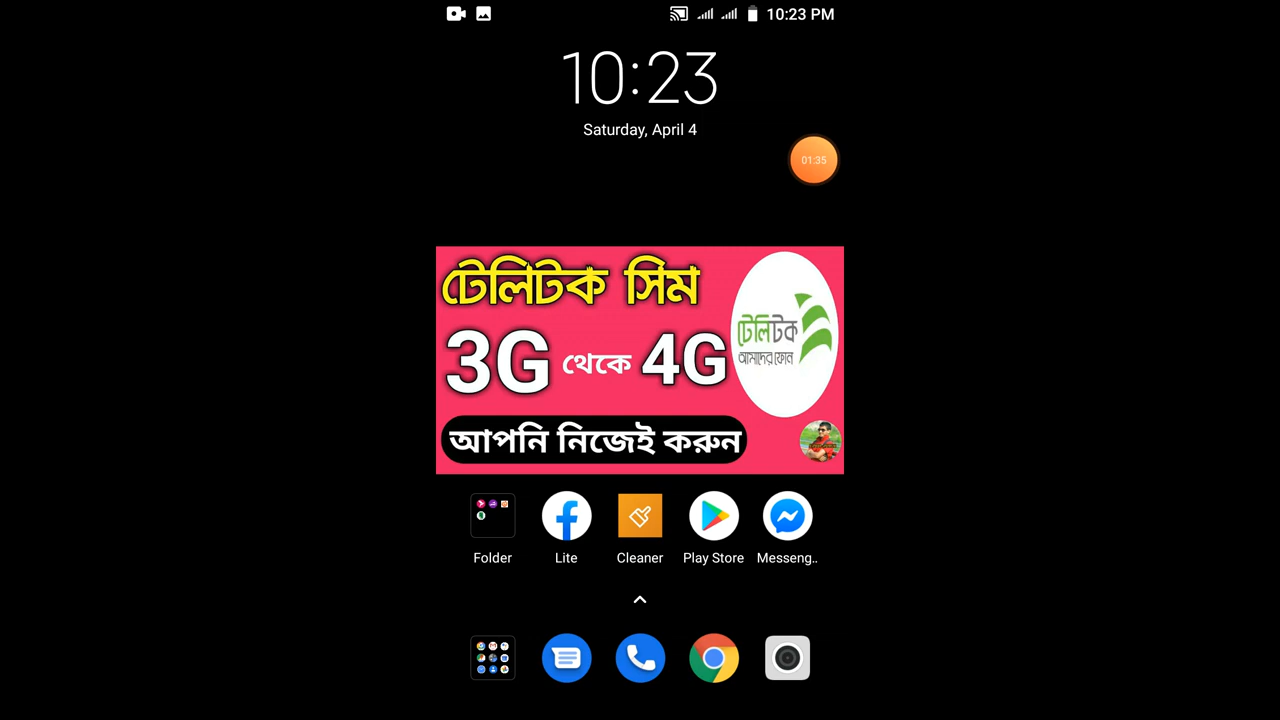 10:23 PM
10:23
Saturday, April 4
01:35
টেলিটক সিম
3G থেকে 4G
টেলিটক
আমাদের ফোন
আপনি নিজেই করুন
Folder
Lite
Cleaner
Play Store
Messeng..